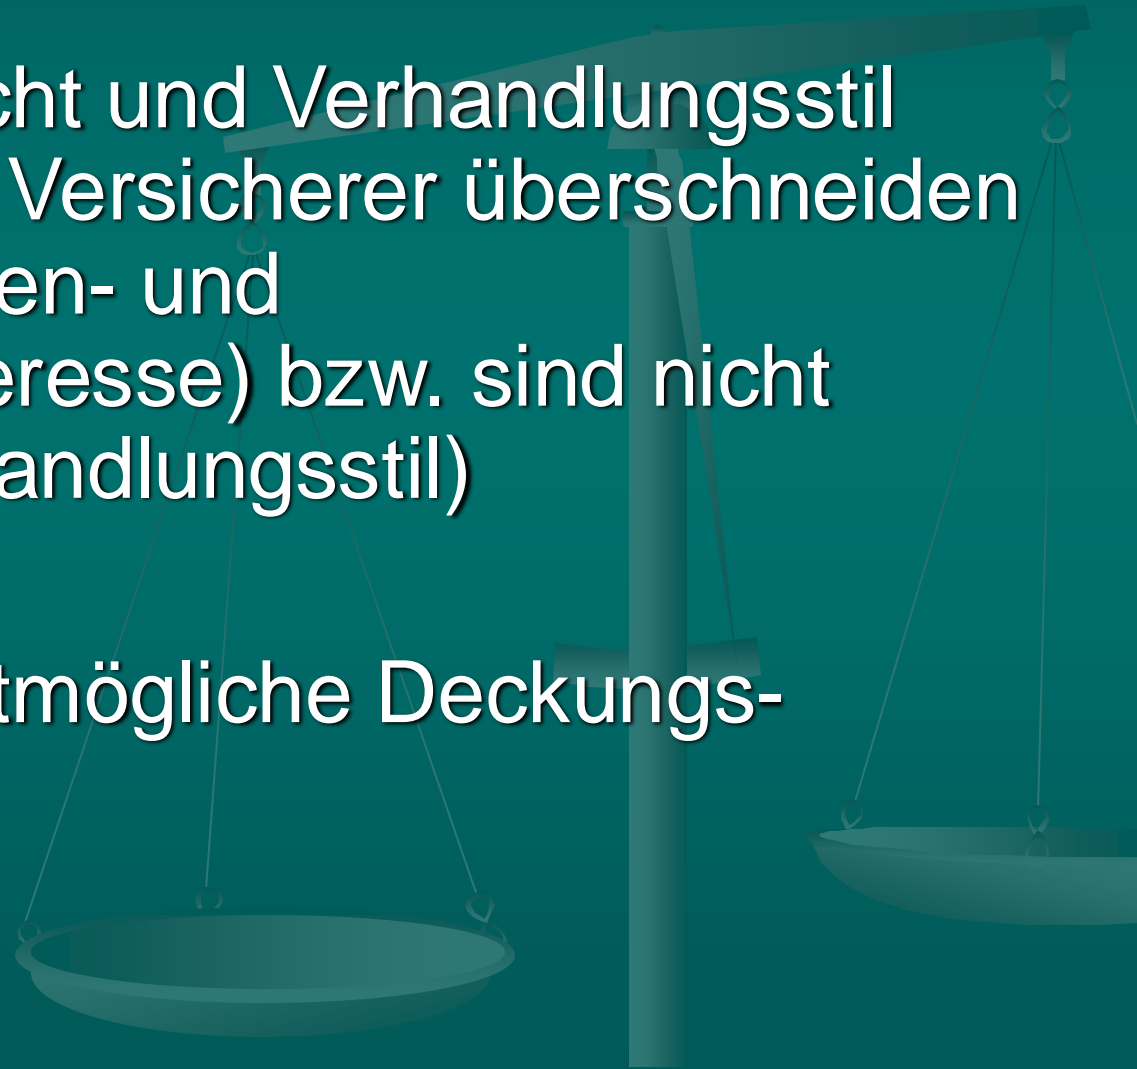 cht und Verhandlungsstil
Versicherer überschneiden
en- und
eresse) bzw. sind nicht
andlungsstil)
tmögliche Deckungs-